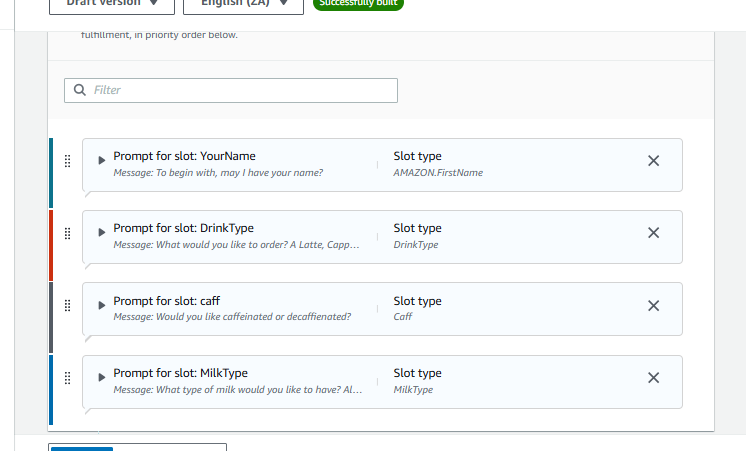 Draft version
English (ZA)
Successfully built
fulfillment, in priority order below.
Filter
Prompt for slot: YourName
Slot type
Message: To begin with, may I have your name?
AMAZON.FirstName
Prompt for slot: DrinkType
Slot type
Message: What would you like to order? A Latte, Capp...
DrinkType
Prompt for slot: caff
Slot type
Message: Would you like caffeinated or decaffienated?
Caff
Prompt for slot: MilkType
Slot type
Message: What type of milk would you like to have? Al...
MilkType